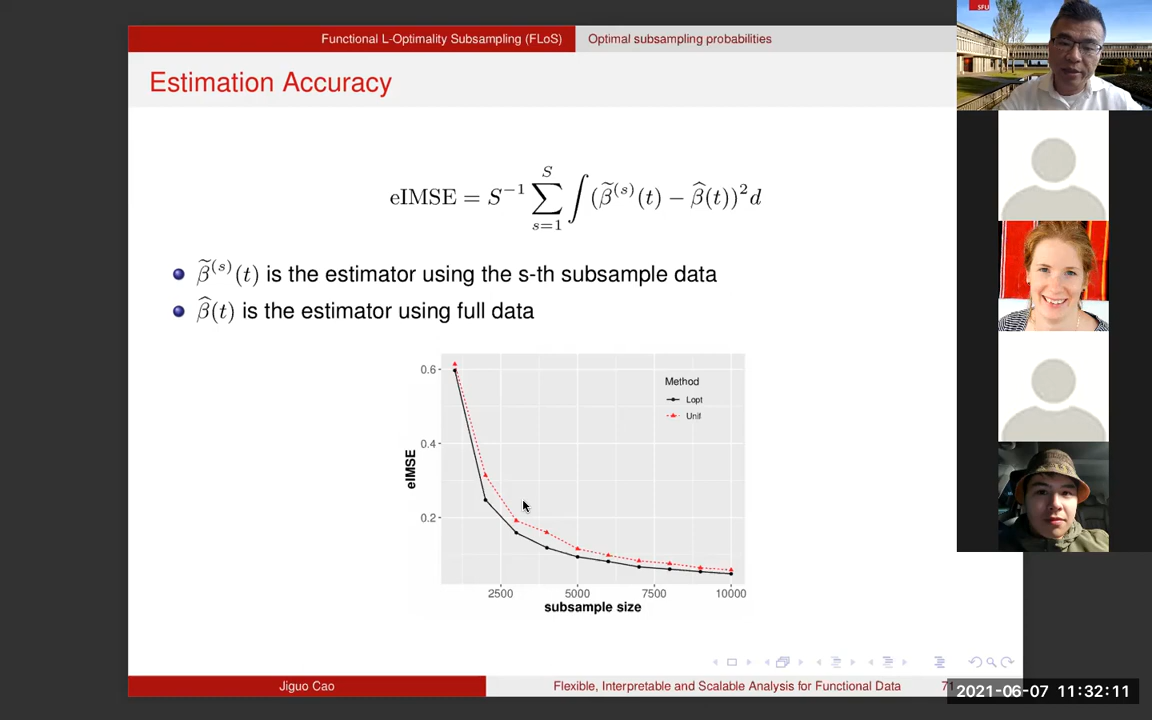 Functional L-Optimality Subsampling (FLoS) Optimal subsampling probabilities
SFU
Estimation Accuracy
eIMSE = S⁻¹ ∑ₛ₌₁ˢ ∫(β̃⁽ˢ⁾(t) − β̂(t))²d
β̃⁽ˢ⁾(t) is the estimator using the s-th subsample data
β̂(t) is the estimator using full data
0.6
0.4
0.2
eIMSE
Method
Lopt
Unif
2500 5000 7500 10000
subsample size
Jiguo Cao Flexible, Interpretable and Scalable Analysis for Functional Data
2021-06-07 11:32:11